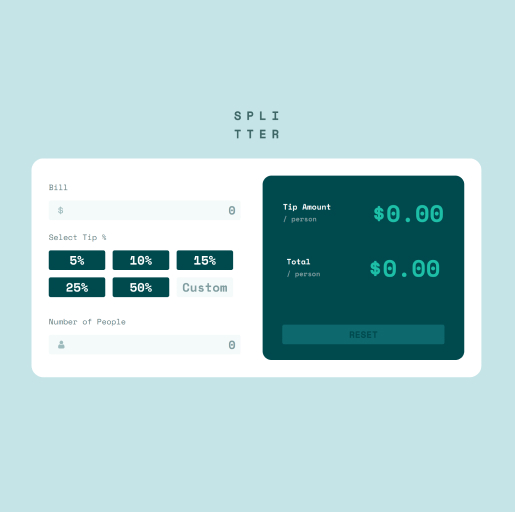 SPLI
TTER
Bill
$ 0
Select Tip %
5% 10% 15%
25% 50% Custom
Number of People
0
Tip Amount
/ person
$0.00
Total
/ person
$0.00
RESET